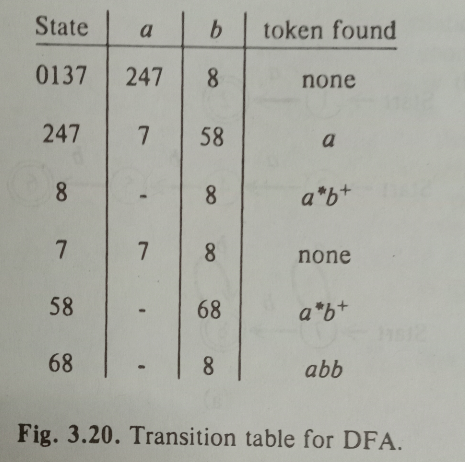 State a b token found
0137 247 8 none
247 7 58 a
8 - 8 a*b+
7 7 8 none
58 - 68 a*b+
68 - 8 abb
Fig. 3.20. Transition table for DFA.